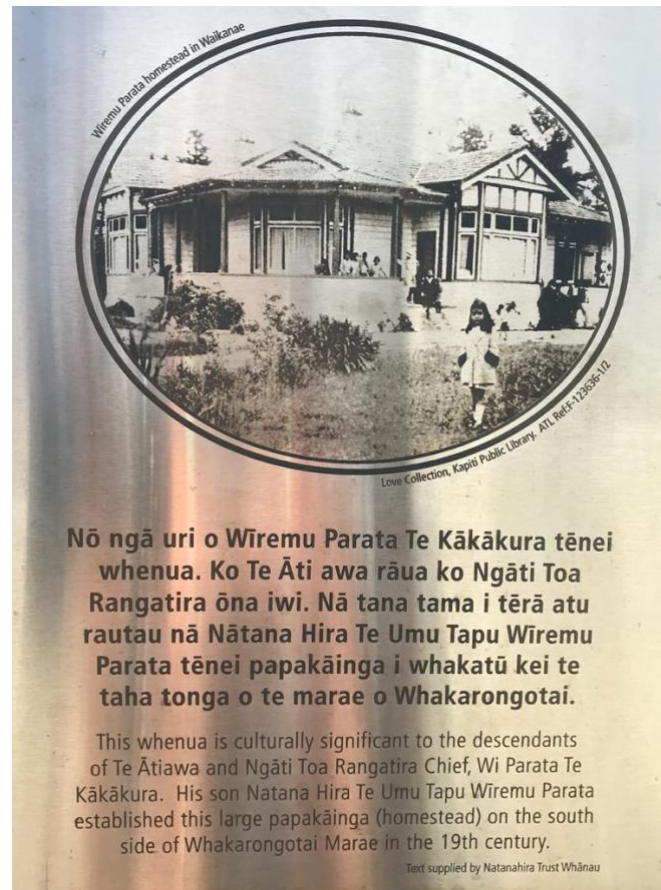 Wiremu Parata homestead in Waikanae
Love Collection, Kapiti Public Library. ATL Ref:F-123636-1/2
Nō ngā uri o Wīremu Parata Te Kākākura tēnei
whenua. Ko Te Āti awa rāua ko Ngāti Toa
Rangatira ōna iwi. Nā tana tama i tērā atu
rautau nā Nātana Hira Te Umu Tapu Wīremu
Parata tēnei papakāinga i whakatū kei te
taha tonga o te marae o Whakarongotai.
This whenua is culturally significant to the descendants
of Te Ātiawa and Ngāti Toa Rangatira Chief, Wi Parata Te
Kākākura. His son Natana Hira Te Umu Tapu Wīremu Parata
established this large papakāinga (homestead) on the south
side of Whakarongotai Marae in the 19th century.
Text supplied by Natanahira Trust Whānau